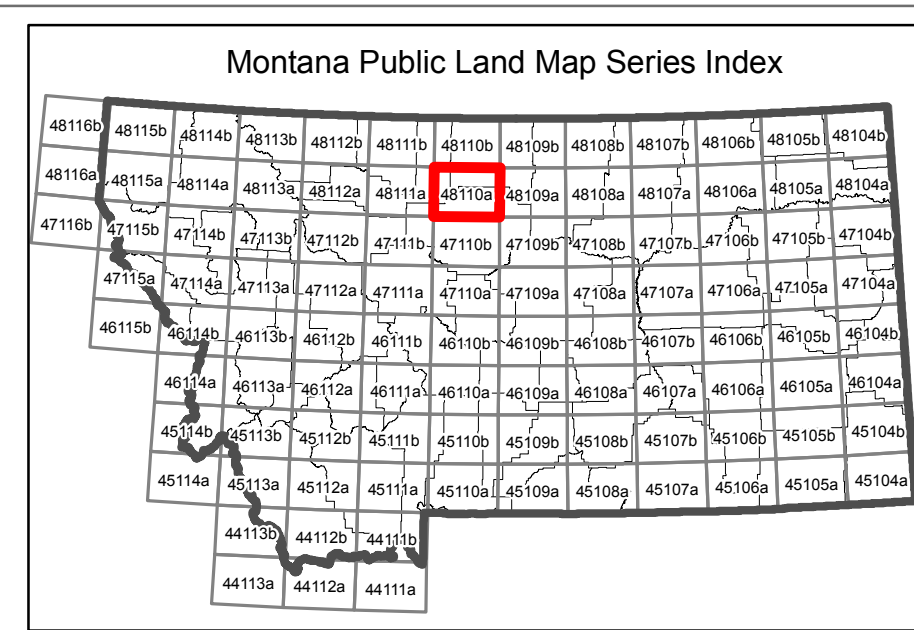 Montana Public Land Map Series Index
48116b 48115b 48114b 48113b 48112b 48111b 48110b 48109b 48108b 48107b 48106b 48105b 48104b
48116a 48115a 48114a 48113a 48112a 48111a 48110a 48109a 48108a 48107a 48106a 48105a 48104a
47116b 47115b 47114b 47113b 47112b 47111b 47110b 47109b 47108b 47107b 47106b 47105b 47104b
47115a 47114a 47113a 47112a 47111a 47110a 47109a 47108a 47107a 47106a 47105a 47104a
46115b 46114b 46113b 46112b 46111b 46110b 46109b 46108b 46107b 46106b 46105b 46104b
46114a 46113a 46112a 46111a 46110a 46109a 46108a 46107a 46106a 46105a 46104a
45114b 45113b 45112b 45111b 45110b 45109b 45108b 45107b 45106b 45105b 45104b
45114a 45113a 45112a 45111a 45110a 45109a 45108a 45107a 45106a 45105a 45104a
44113b 44112b 44111b
44113a 44112a 44111a